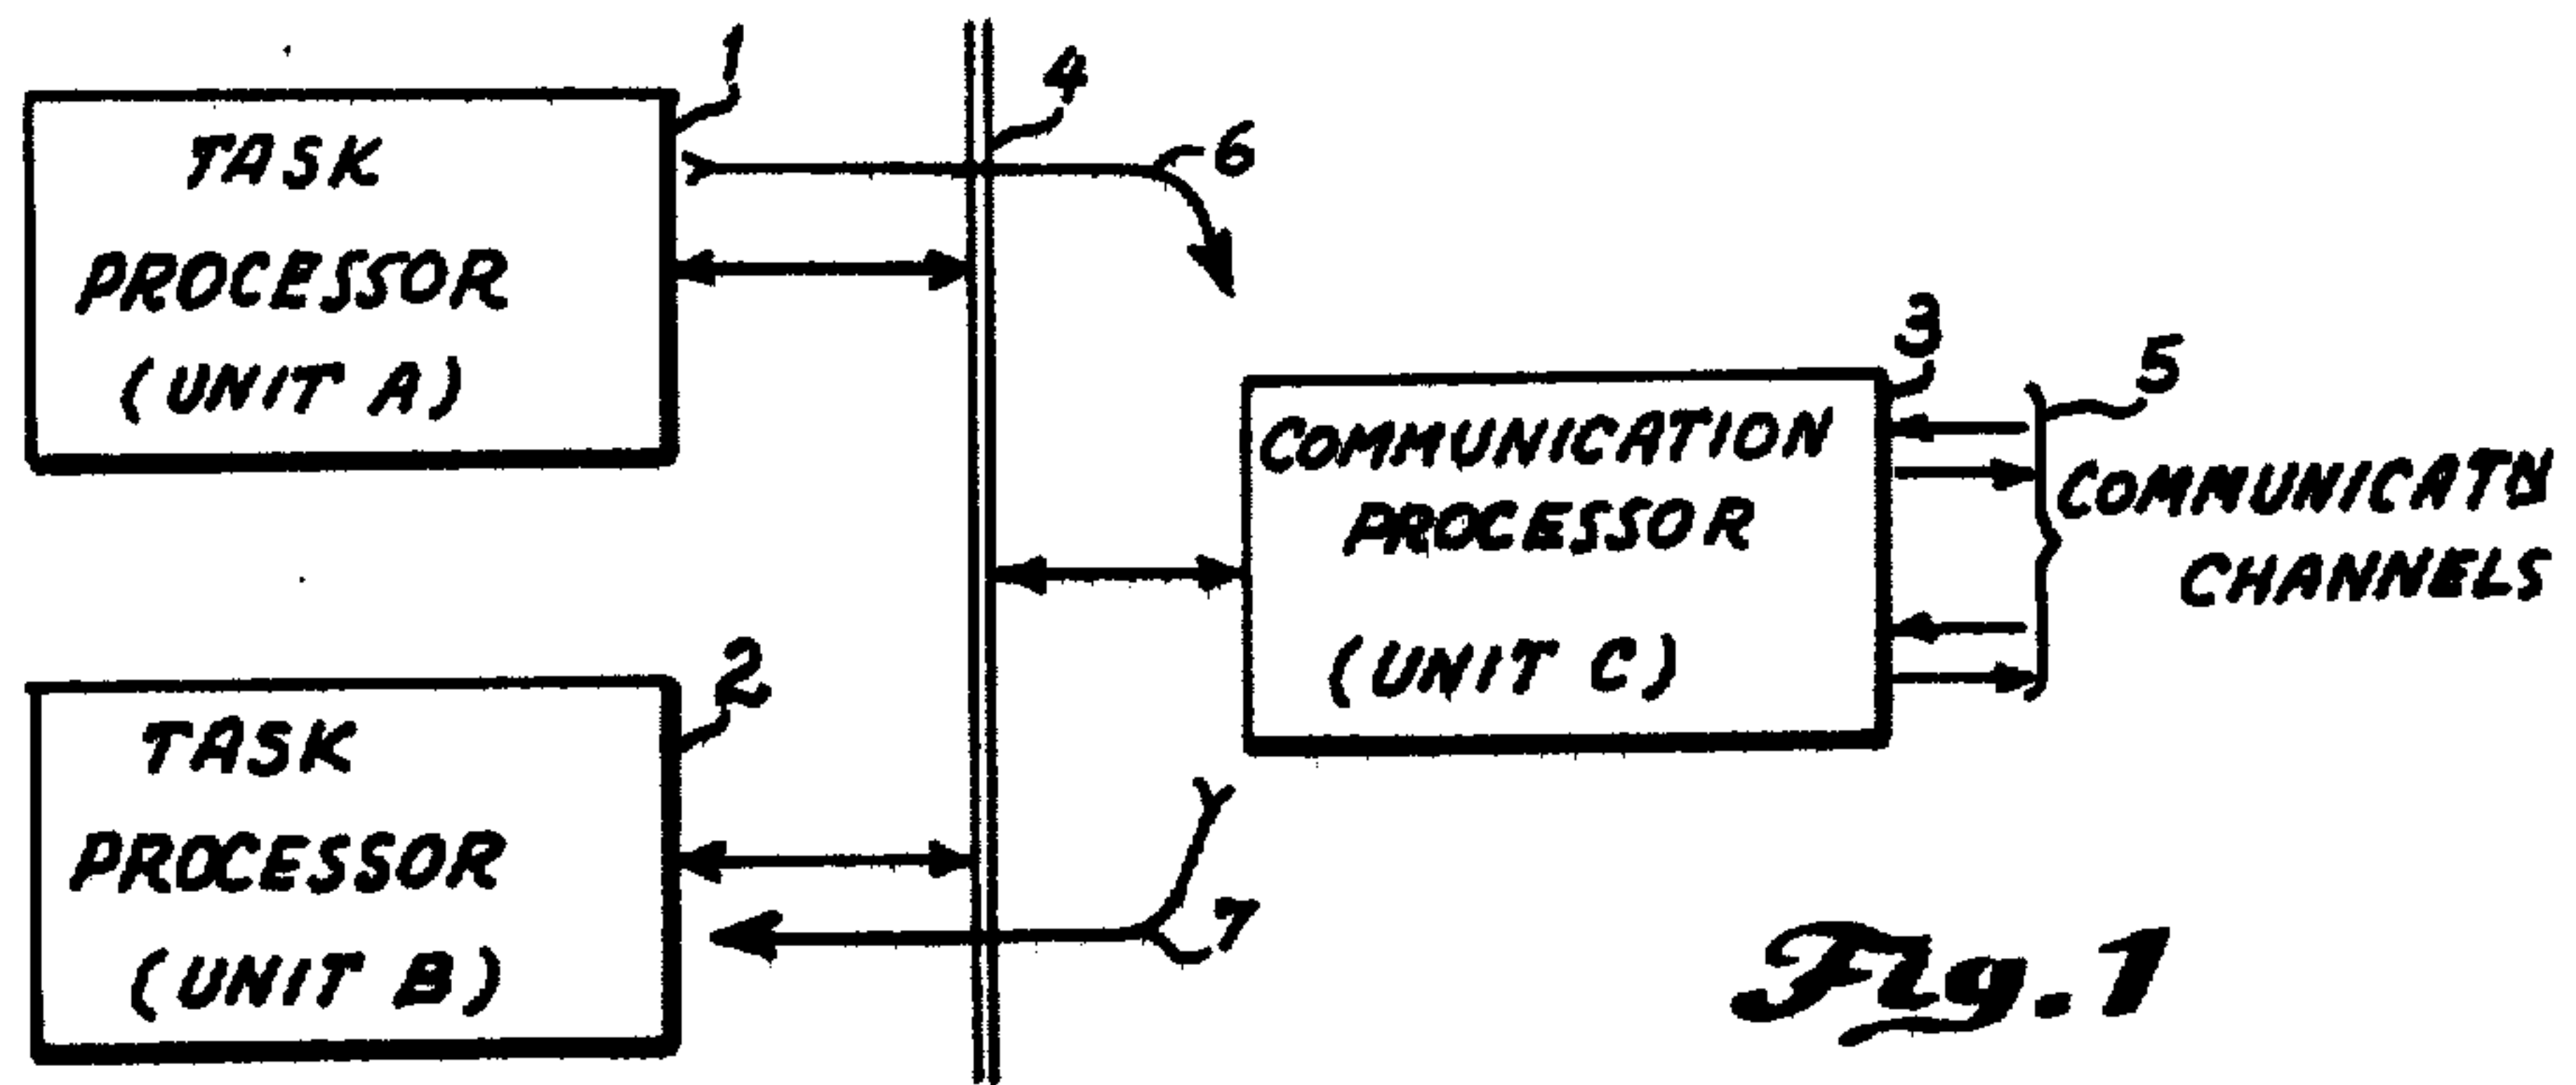 1
TASK
PROCESSOR
(UNIT A)
4
6
3
COMMUNICATION
PROCESSOR
(UNIT C)
5
COMMUNICATN
CHANNELS
2
TASK
PROCESSOR
(UNIT B)
7
Fig. 1